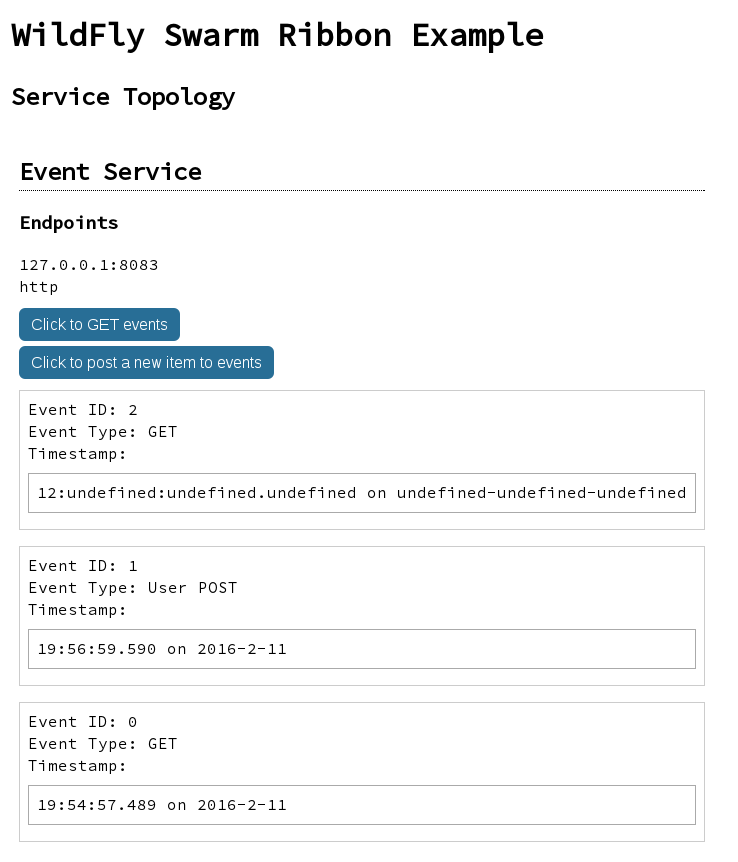 WildFly Swarm Ribbon Example
Service Topology
Event Service
Endpoints
127.0.0.1:8083
http
Click to GET events
Click to post a new item to events
Event ID: 2
Event Type: GET
Timestamp:
12:undefined:undefined.undefined on undefined-undefined-undefined
Event ID: 1
Event Type: User POST
Timestamp:
19:56:59.590 on 2016-2-11
Event ID: 0
Event Type: GET
Timestamp:
19:54:57.489 on 2016-2-11